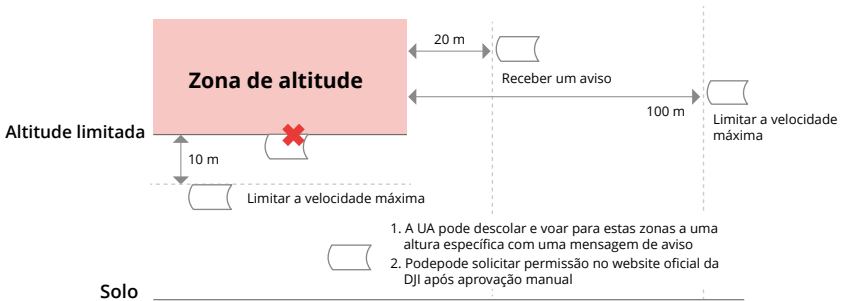 20 m
Zona de altitude
Receber um aviso
100 m
Limitar a velocidade
máxima
Altitude limitada
10 m
Limitar a velocidade máxima
1. A UA pode descolar e voar para estas zonas a uma
altura específica com uma mensagem de aviso
2. Podepode solicitar permissão no website oficial da
DJI após aprovação manual
Solo